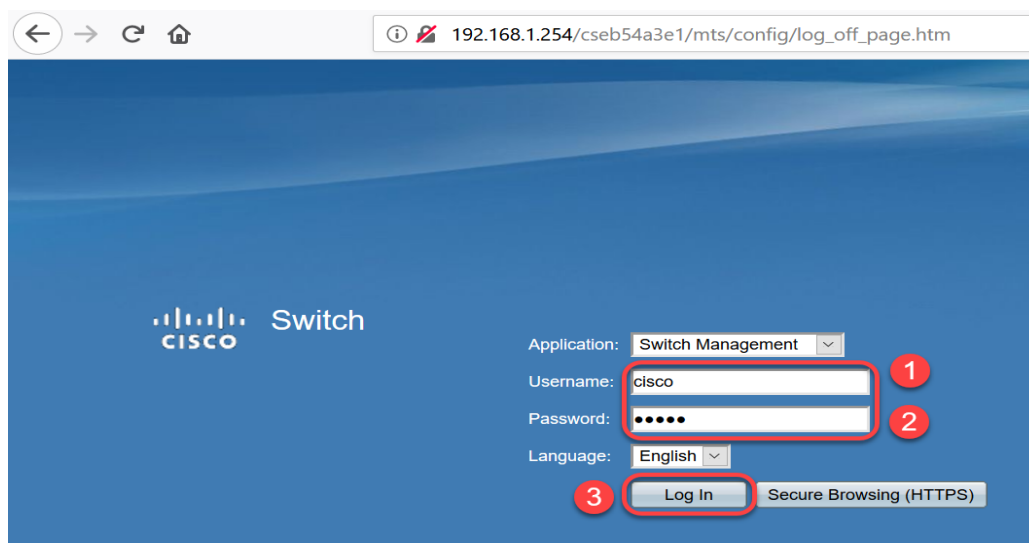 192.168.1.254/cseb54a3e1/mts/config/log_off_page.htm
cisco Switch
Application: Switch Management
1
Username: cisco
Password: •••••
2
Language: English
3
Log In Secure Browsing (HTTPS)